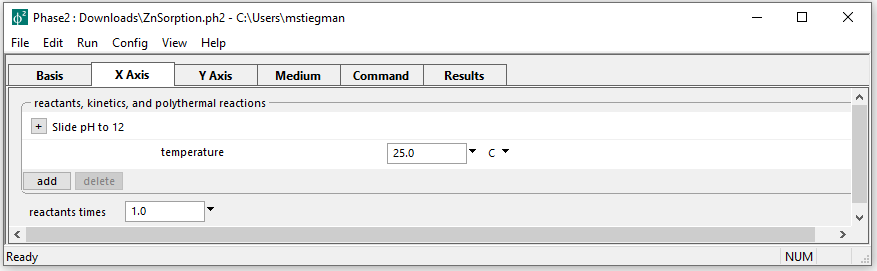 Phase2 : Downloads\ZnSorption.ph2 - C:\Users\mstiegman
File Edit Run Config View Help
Basis X Axis Y Axis Medium Command Results
reactants, kinetics, and polythermal reactions
+ Slide pH to 12
temperature 25.0 C
add delete
reactants times 1.0
Ready NUM